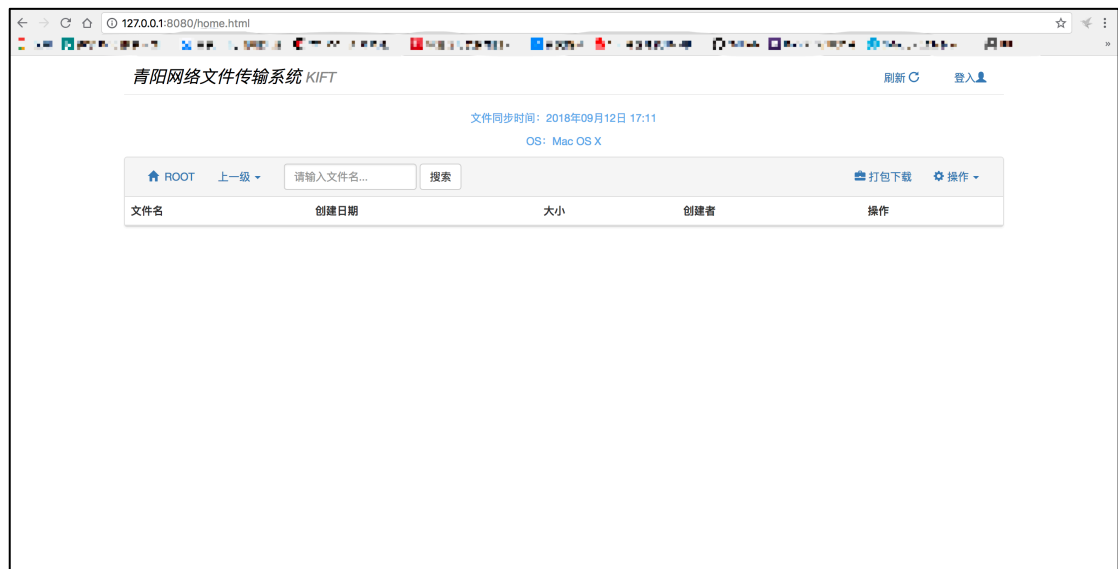 127.0.0.1:8080/home.html
青阳网络文件传输系统 KIFT 刷新 登入
文件同步时间：2018年09月12日 17:11
OS：Mac OS X
ROOT 上一级 请输入文件名... 搜索 打包下载 操作
文件名 创建日期 大小 创建者 操作